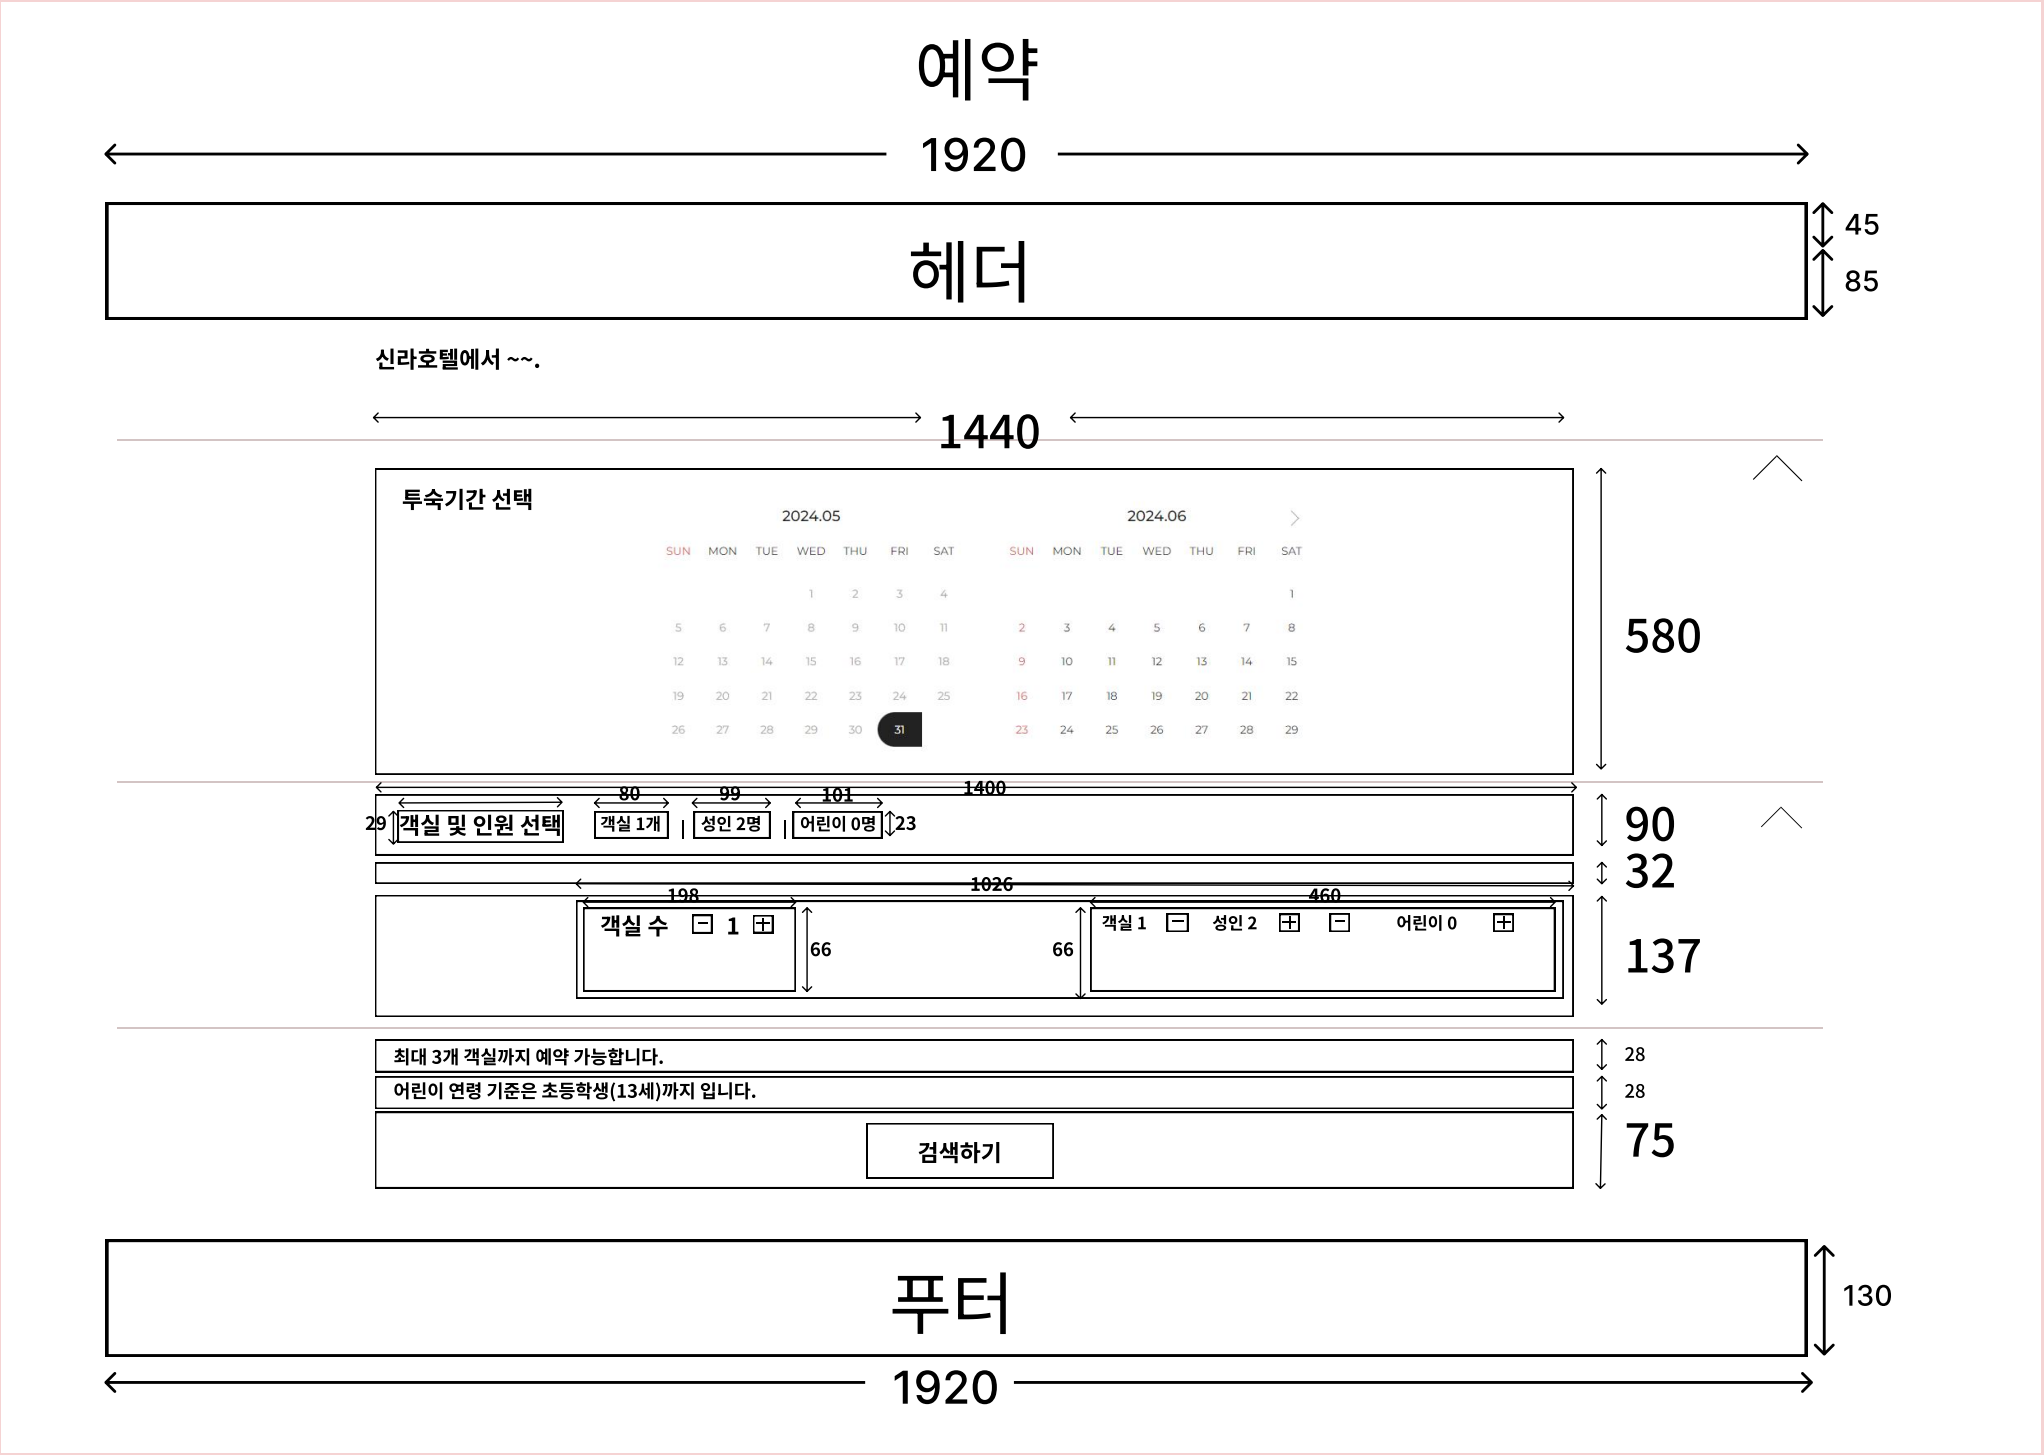 예약
1920
헤더
45
85
신라호텔에서 ~~.
1440
투숙기간 선택
2024.05
2024.06
SUN MON TUE WED THU FRI SAT
SUN MON TUE WED THU FRI SAT
1 2 3 4
1
5 6 7 8 9 10 11
2 3 4 5 6 7 8
12 13 14 15 16 17 18
9 10 11 12 13 14 15
19 20 21 22 23 24 25
16 17 18 19 20 21 22
26 27 28 29 30 31
23 24 25 26 27 28 29
580
1400
80 99 101
29 객실 및 인원 선택 객실 1개 성인 2명 어린이 0명 23
90
32
1026
198 460
객실 수 1
객실 1 성인 2 어린이 0
66 66
137
최대 3개 객실까지 예약 가능합니다.
28
어린이 연령 기준은 초등학생(13세)까지 입니다.
28
75
검색하기
푸터
130
1920